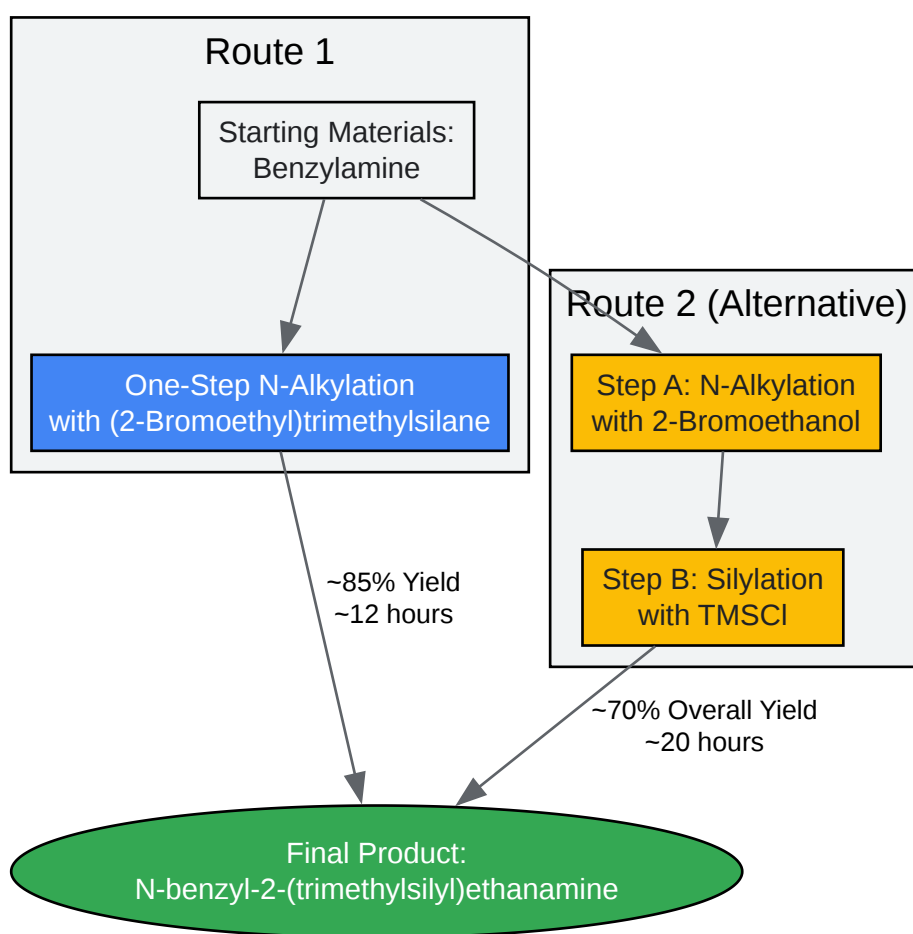 Route 1
Starting Materials:
Benzylamine
Route 2 (Alternative)
One-Step N-Alkylation
with (2-Bromoethyl)trimethylsilane
Step A: N-Alkylation
with 2-Bromoethanol
Step B: Silylation
with TMSCl
~85% Yield
~12 hours
~70% Overall Yield
~20 hours
Final Product:
N-benzyl-2-(trimethylsilyl)ethanamine